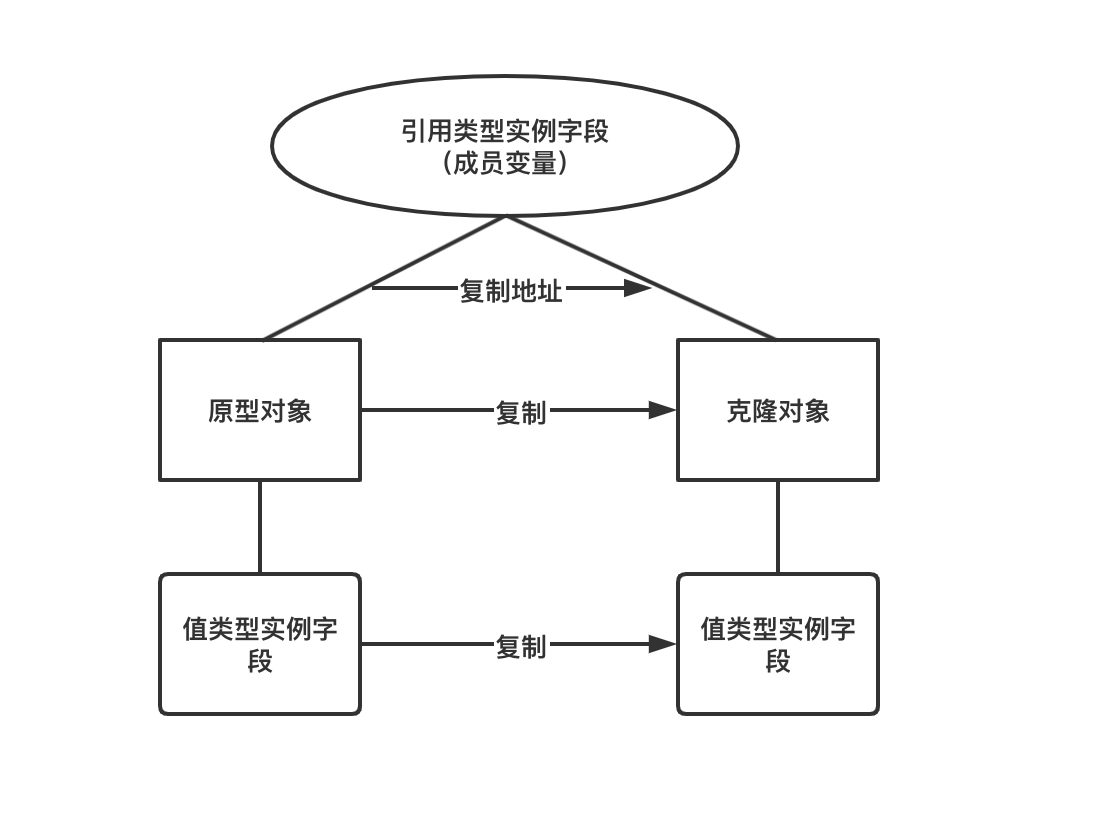 引用类型实例字段
（成员变量）
复制地址
原型对象
复制
克隆对象
值类型实例字
段
复制
值类型实例字
段